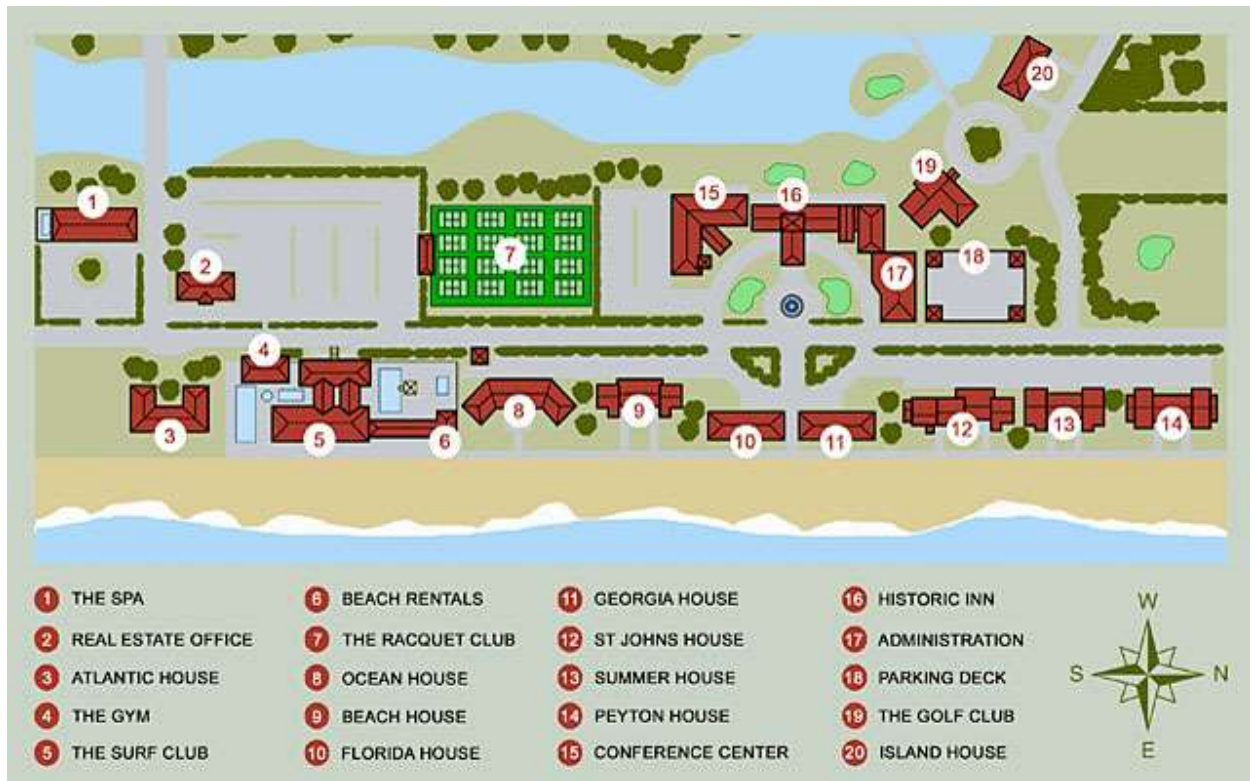 20
19
1
15
16
7
2
18
17
4
8
9
3
5
6
10
11
12
13
14
1 THE SPA
2 REAL ESTATE OFFICE
3 ATLANTIC HOUSE
4 THE GYM
5 THE SURF CLUB
6 BEACH RENTALS
7 THE RACQUET CLUB
8 OCEAN HOUSE
9 BEACH HOUSE
10 FLORIDA HOUSE
11 GEORGIA HOUSE
12 ST JOHNS HOUSE
13 SUMMER HOUSE
14 PEYTON HOUSE
15 CONFERENCE CENTER
16 HISTORIC INN
17 ADMINISTRATION
18 PARKING DECK
19 THE GOLF CLUB
20 ISLAND HOUSE
W
S N
E